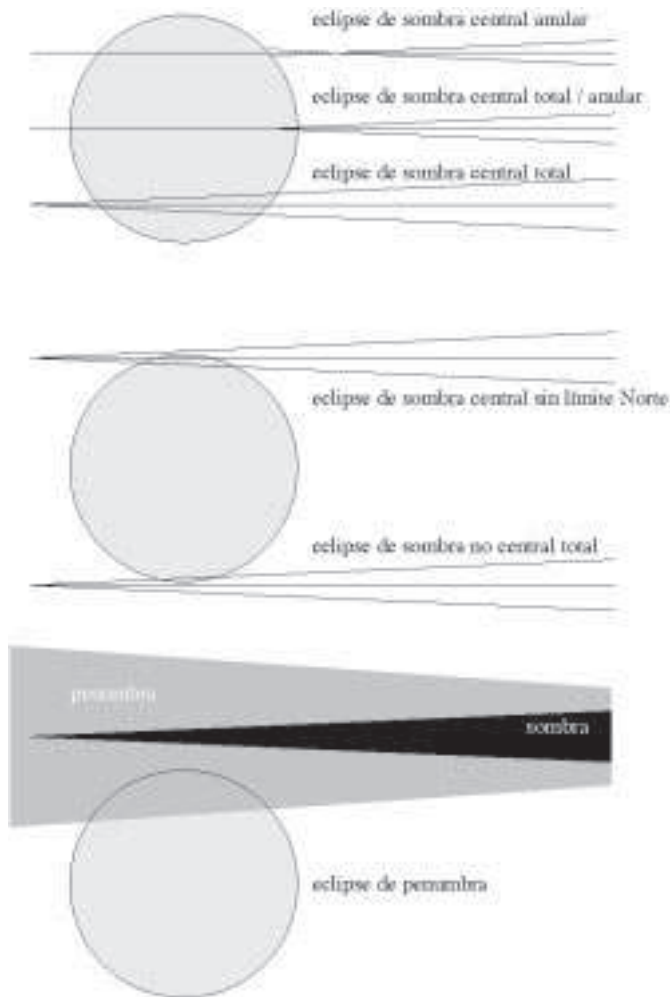 eclipse de sombra central anular
eclipse de sombra central total / anular
eclipse de sombra central total
eclipse de sombra central sin límite Norte
eclipse de sombra no central total
penumbra
sombra
eclipse de penumbra